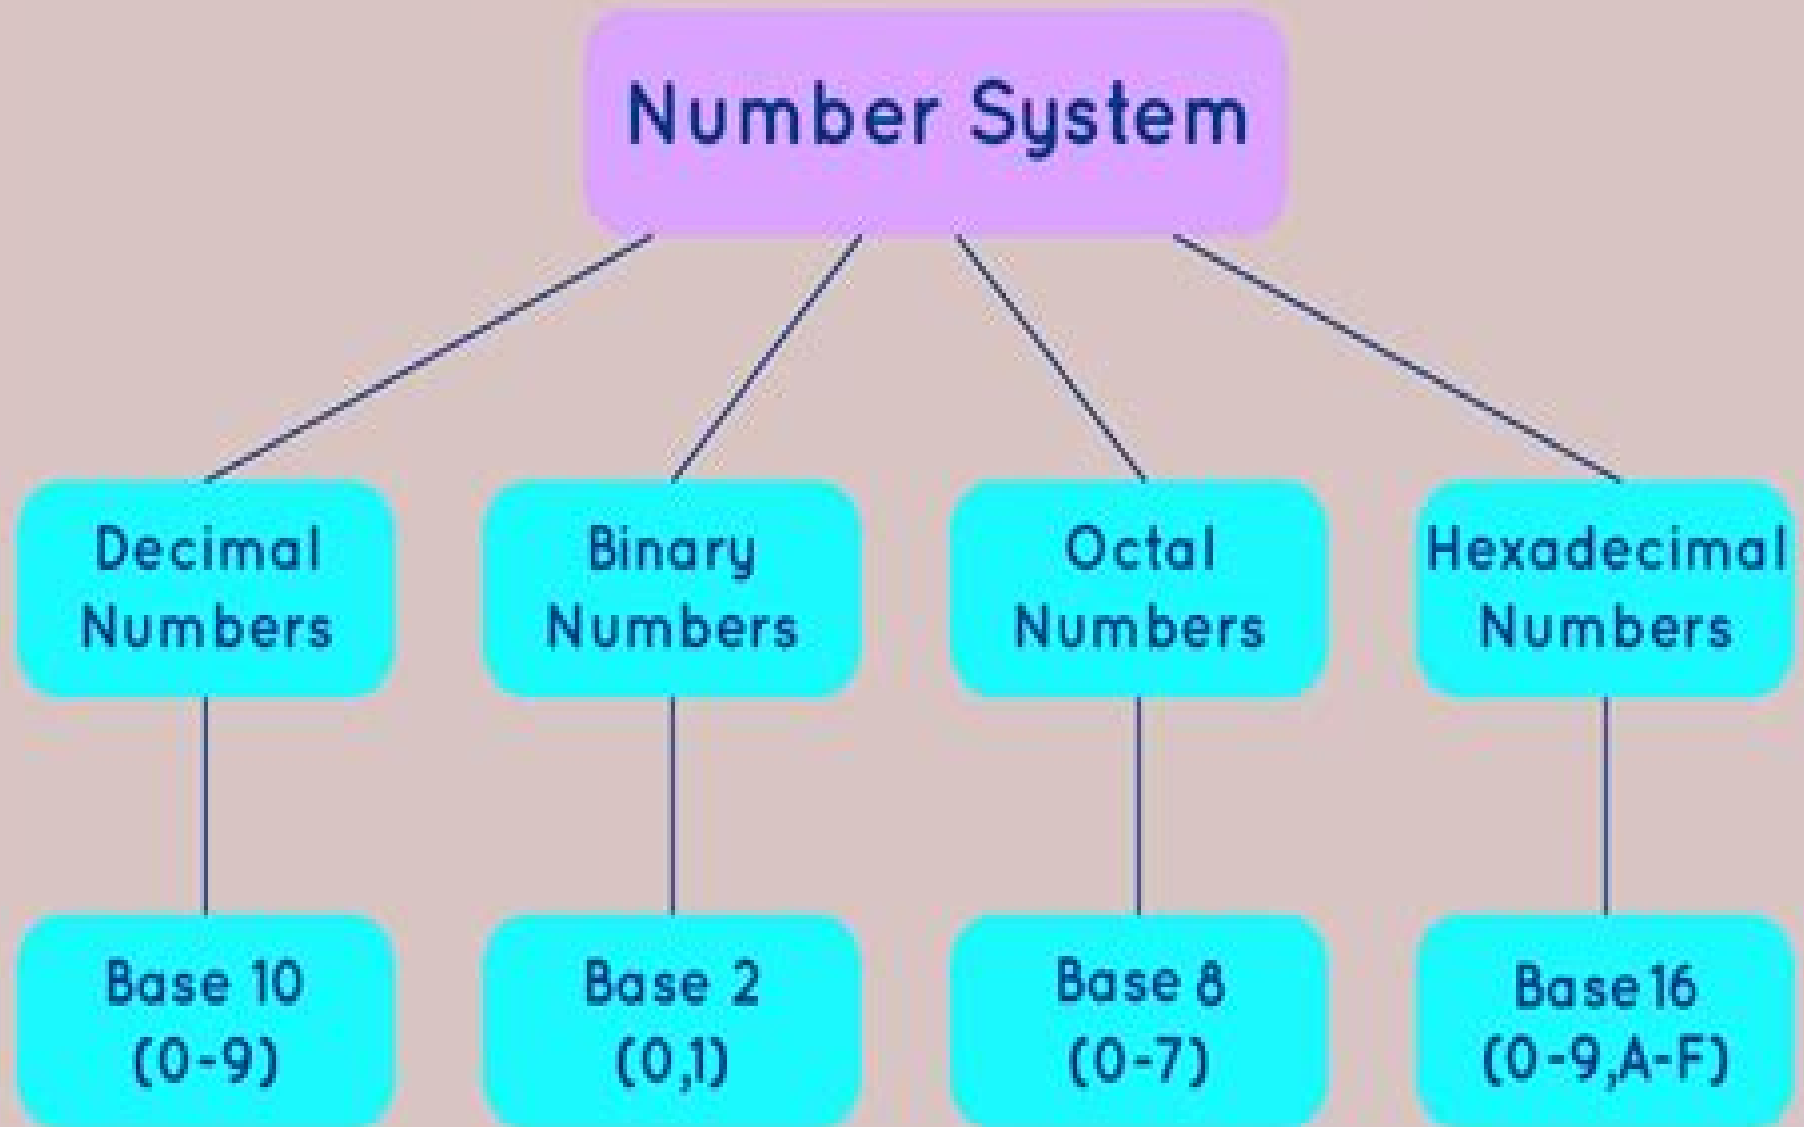 Number System
Decimal
Numbers
Binary
Numbers
Octal
Numbers
Hexadecimal
Numbers
Base 10
(0-9)
Base 2
(0,1)
Base 8
(0-7)
Base 16
(0-9,A-F)